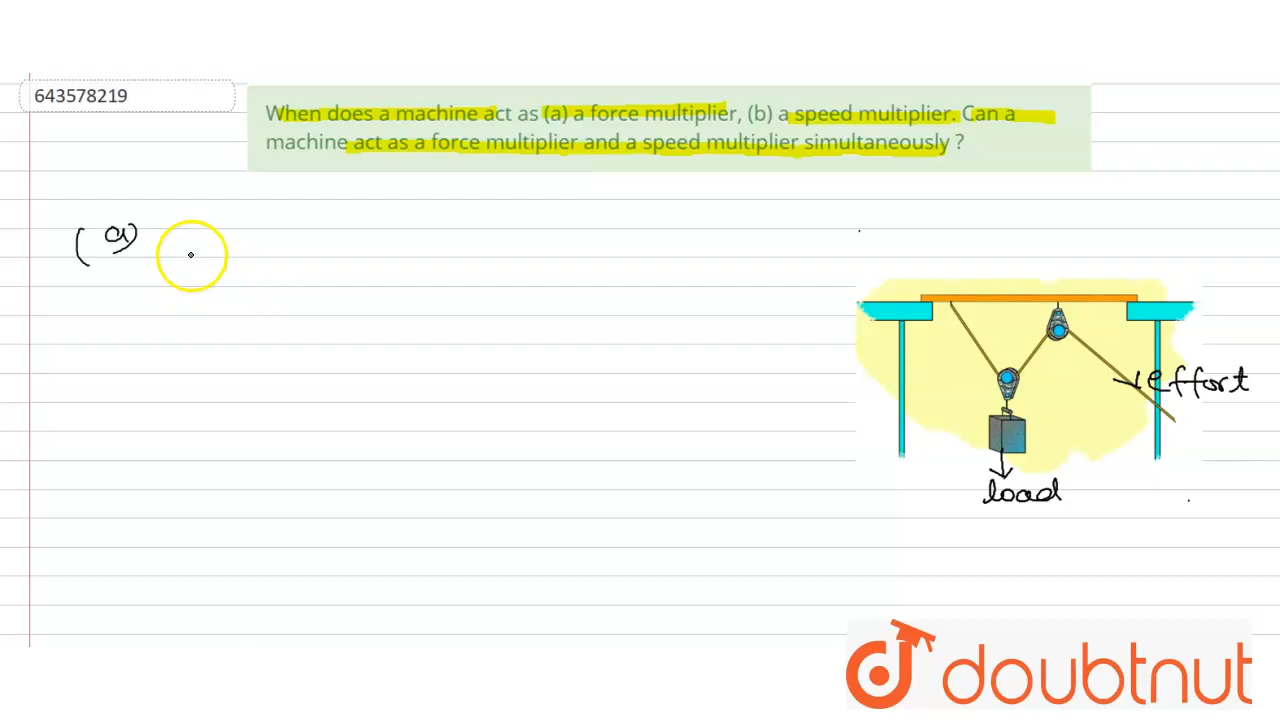 643578219
When does a machine act as (a) a force multiplier, (b) a speed multiplier. Can a
machine act as a force multiplier and a speed multiplier simultaneously ?
(a)
effort
load
doubtnut